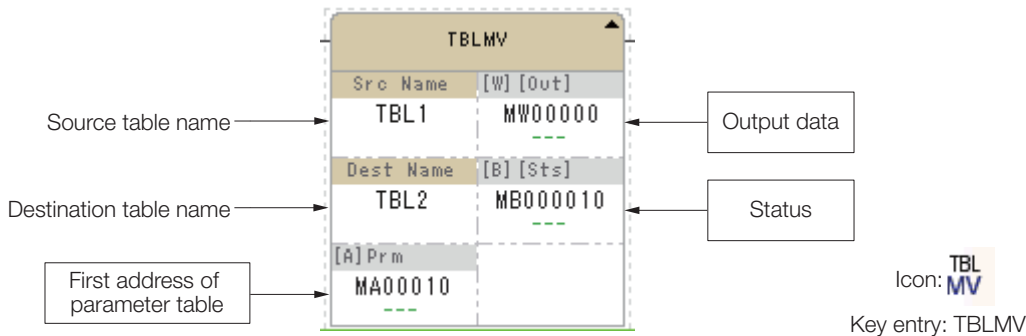 TBLMV
Src Name [W] [Out]
Source table name TBL1 MW00000 Output data
---
Dest Name [B] [Sts]
Destination table name TBL2 MB000010 Status
---
[A]Prm
First address of
parameter table
MA00010
---
Icon: TBL
MV
Key entry: TBLMV